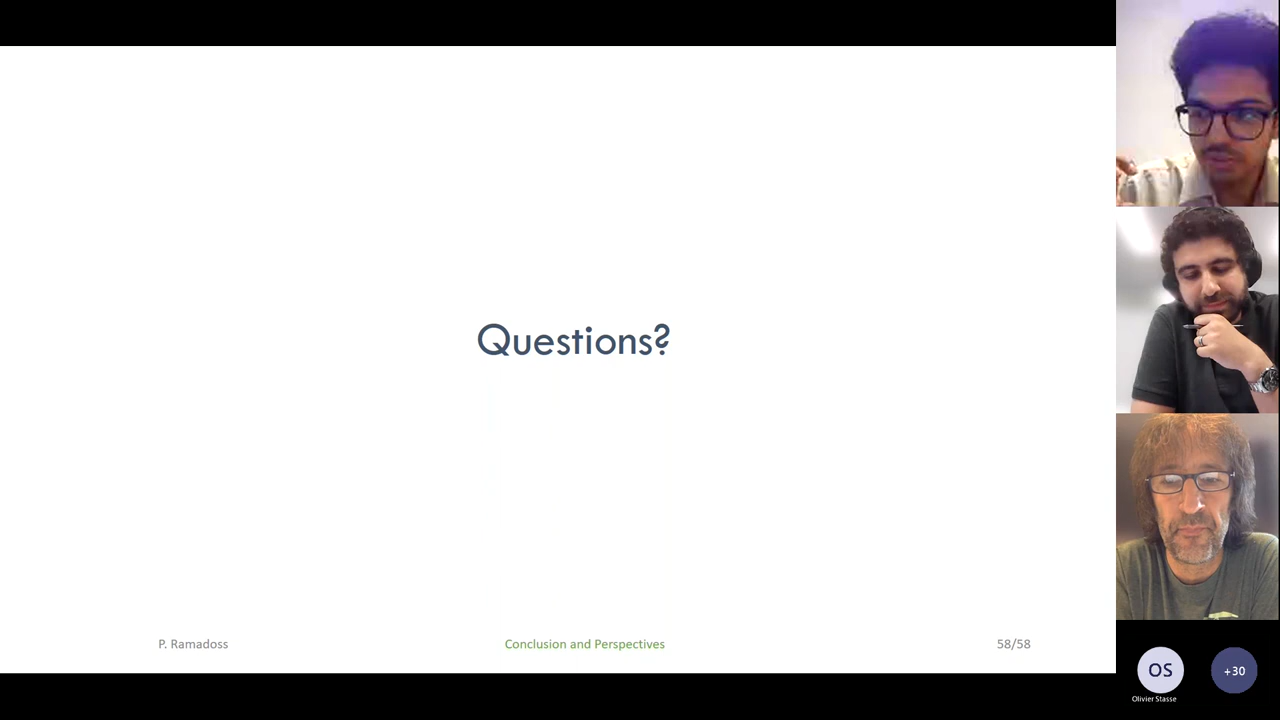 Questions?
P. Ramadoss
Conclusion and Perspectives
58/58
OS
+30
Olivier Stasse